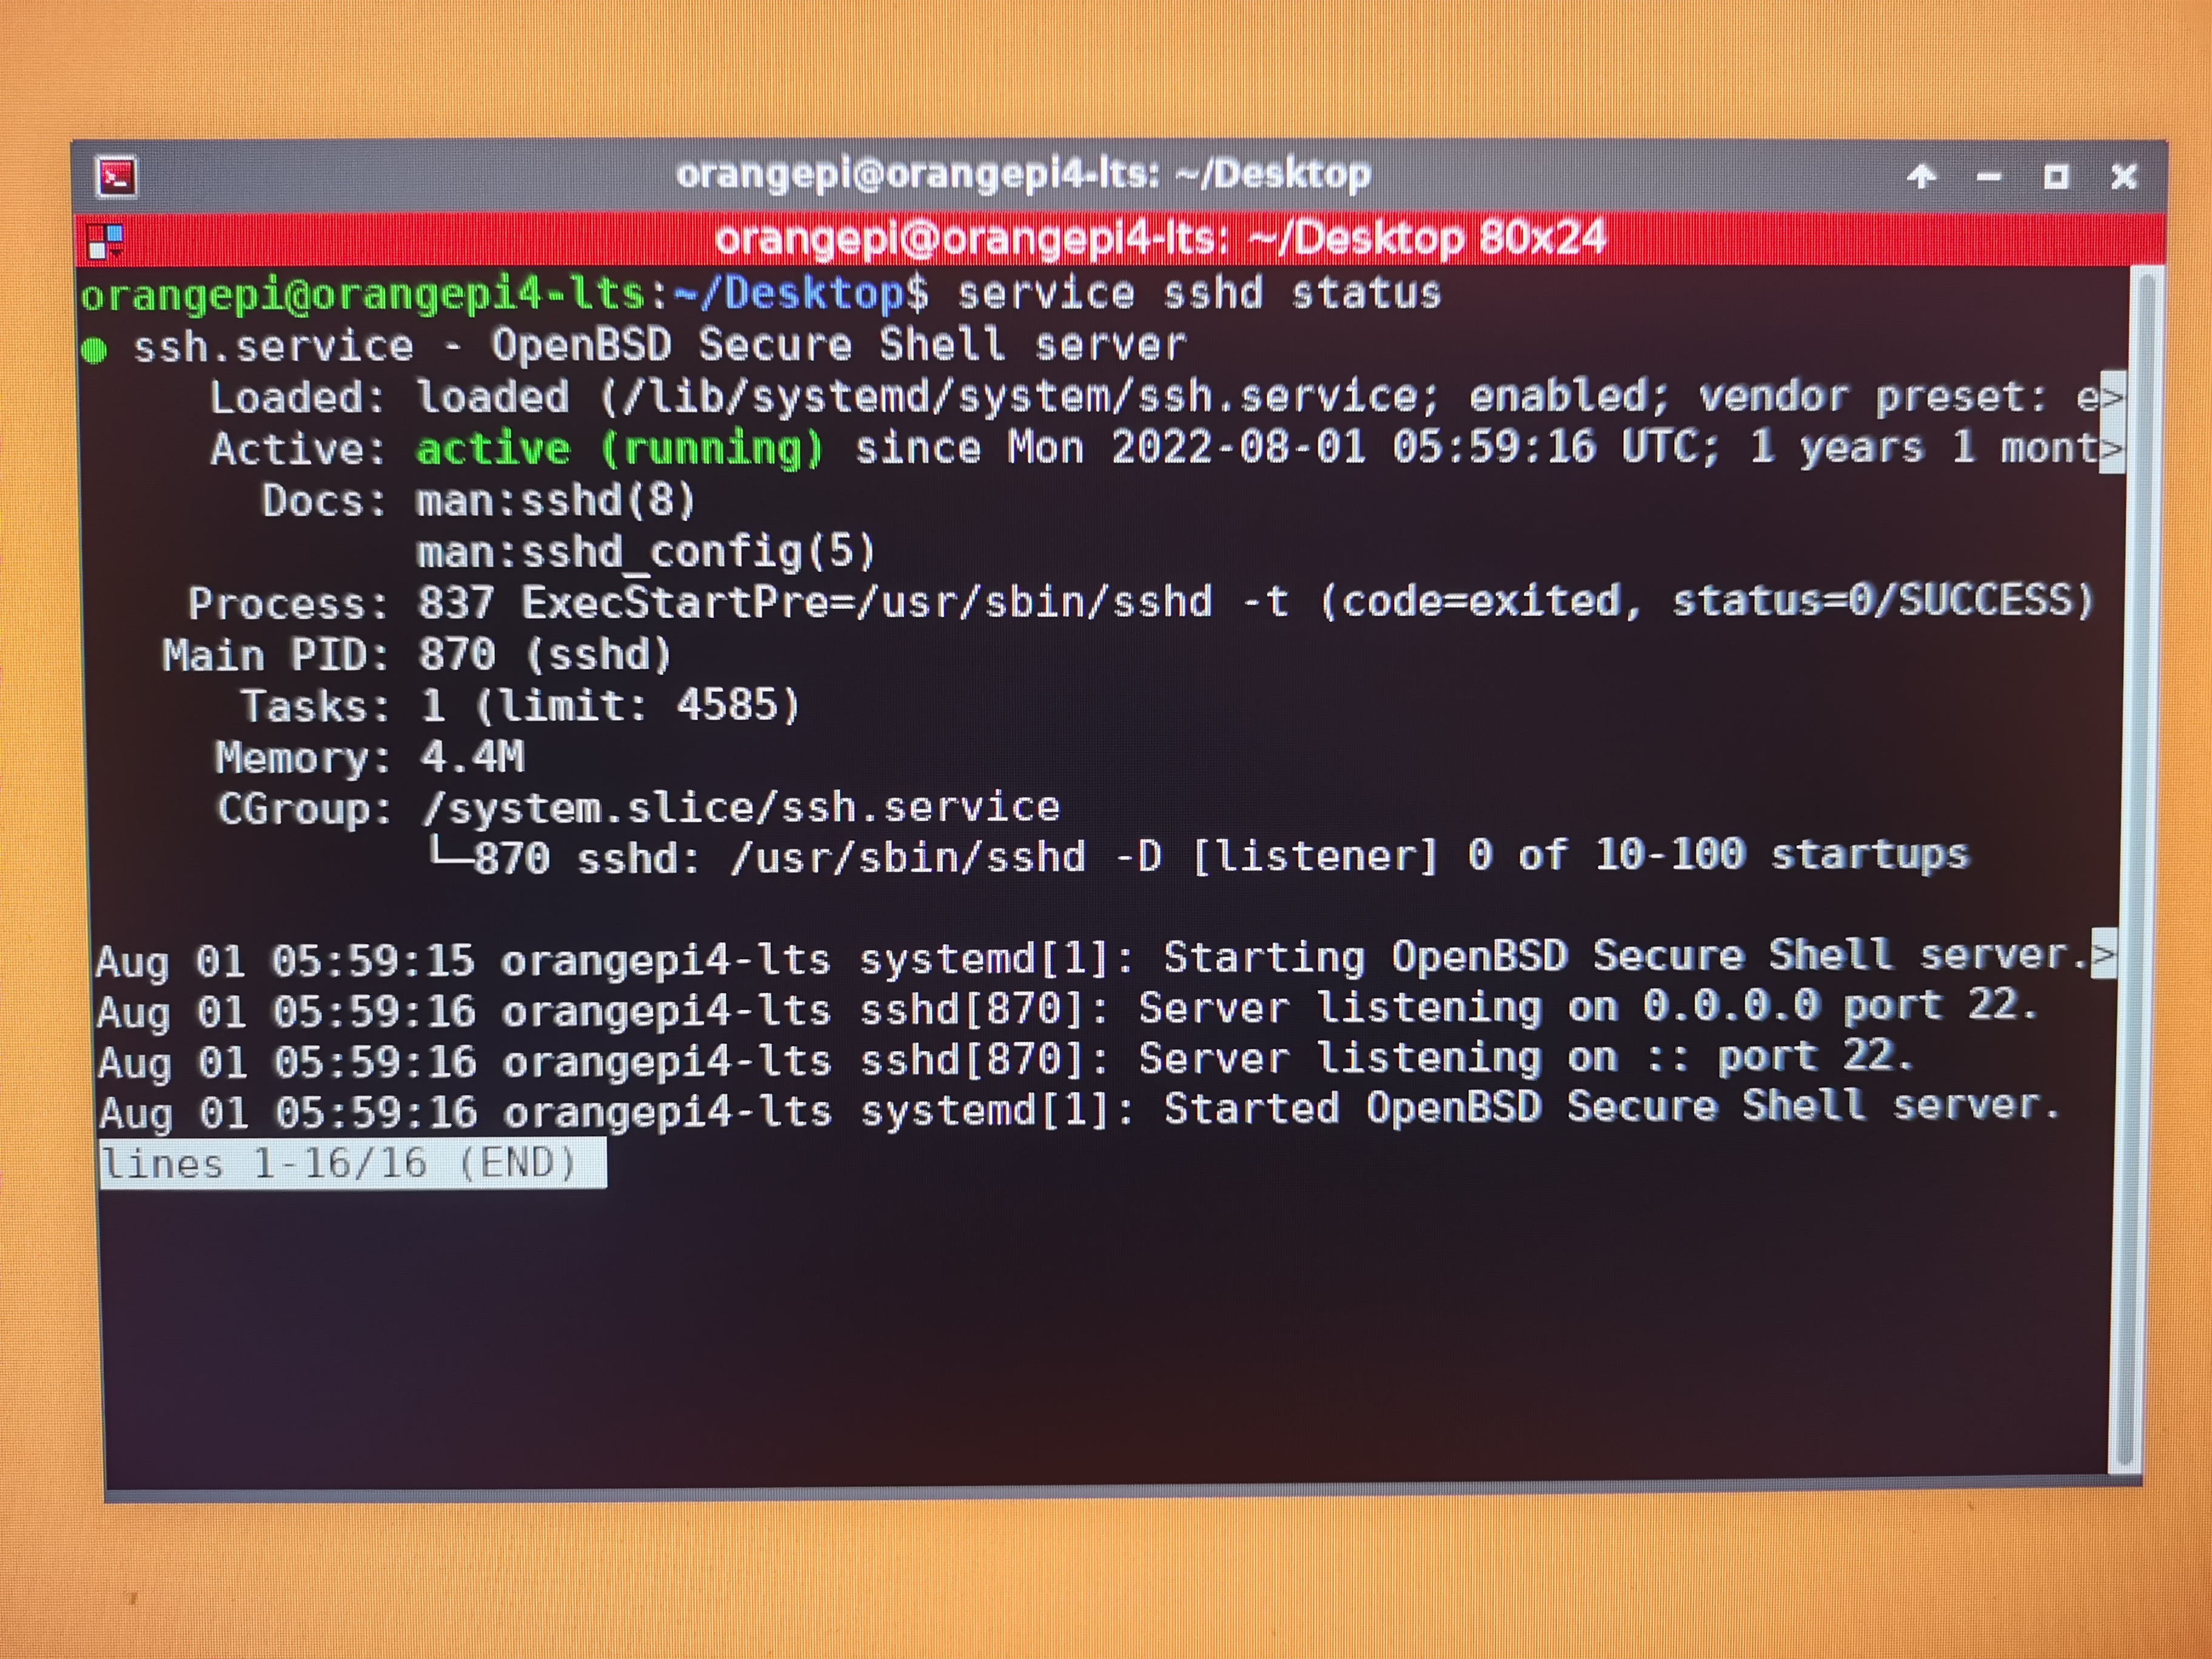 orangepi@orangepi4-lts: ~/Desktop
orangepi@orangepi4-lts: ~/Desktop 80x24
orangepi@orangepi4-lts:~/Desktop$ service sshd status
● ssh.service - OpenBSD Secure Shell server
     Loaded: loaded (/lib/systemd/system/ssh.service; enabled; vendor preset: e>
     Active: active (running) since Mon 2022-08-01 05:59:16 UTC; 1 years 1 mont>
       Docs: man:sshd(8)
             man:sshd_config(5)
    Process: 837 ExecStartPre=/usr/sbin/sshd -t (code=exited, status=0/SUCCESS)
   Main PID: 870 (sshd)
      Tasks: 1 (limit: 4585)
     Memory: 4.4M
     CGroup: /system.slice/ssh.service
             └─870 sshd: /usr/sbin/sshd -D [listener] 0 of 10-100 startups
Aug 01 05:59:15 orangepi4-lts systemd[1]: Starting OpenBSD Secure Shell server.>
Aug 01 05:59:16 orangepi4-lts sshd[870]: Server listening on 0.0.0.0 port 22.
Aug 01 05:59:16 orangepi4-lts sshd[870]: Server listening on :: port 22.
Aug 01 05:59:16 orangepi4-lts systemd[1]: Started OpenBSD Secure Shell server.
lines 1-16/16 (END)